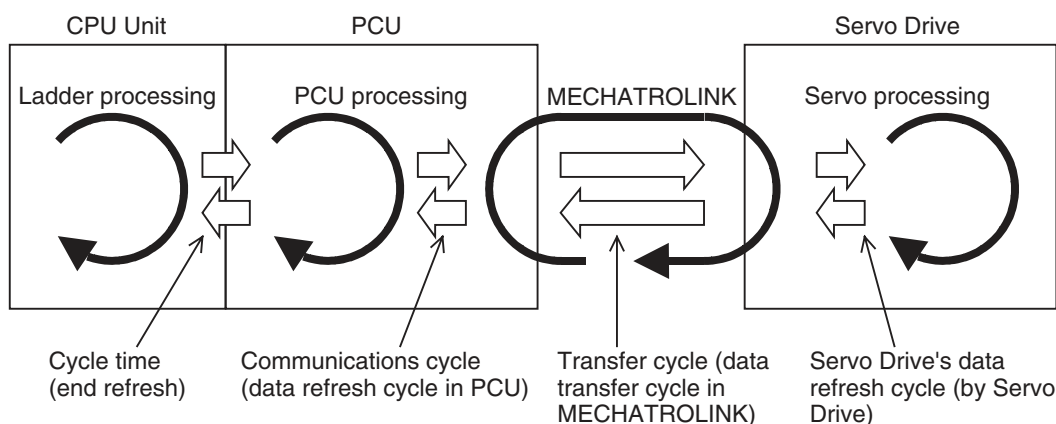 CPU Unit
PCU
Servo Drive
Ladder processing
PCU processing
MECHATROLINK
Servo processing
Cycle time
(end refresh)
Communications cycle
(data refresh cycle in PCU)
Transfer cycle (data
transfer cycle in
MECHATROLINK)
Servo Drive's data
refresh cycle (by Servo
Drive)